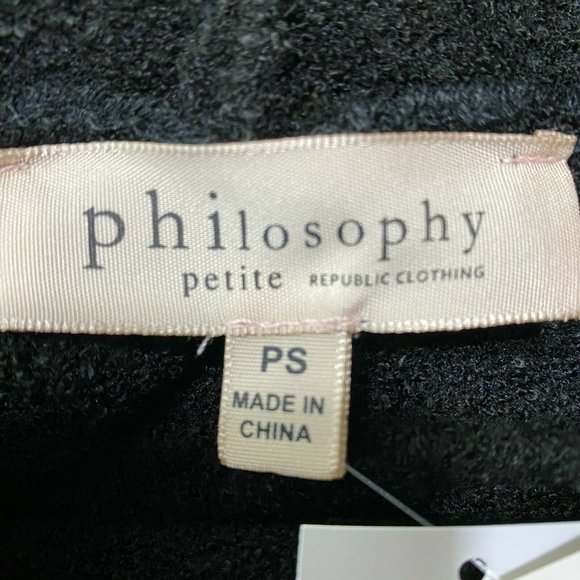 philosophy
petite REPUBLIC CLOTHING
PS
MADE IN
CHINA